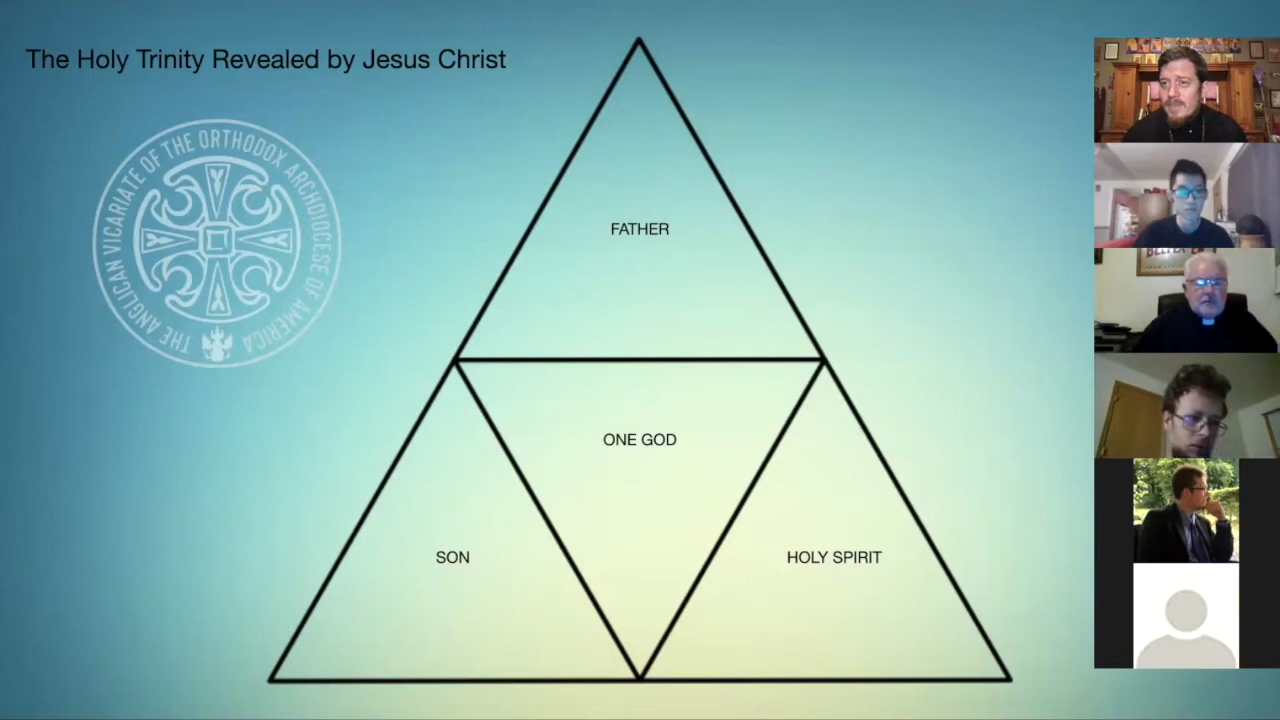 The Holy Trinity Revealed by Jesus Christ
THE ANGLICAN VICARIATE OF THE ORTHODOX ARCHDIOCESE OF AMERICA
FATHER
ONE GOD
SON
HOLY SPIRIT